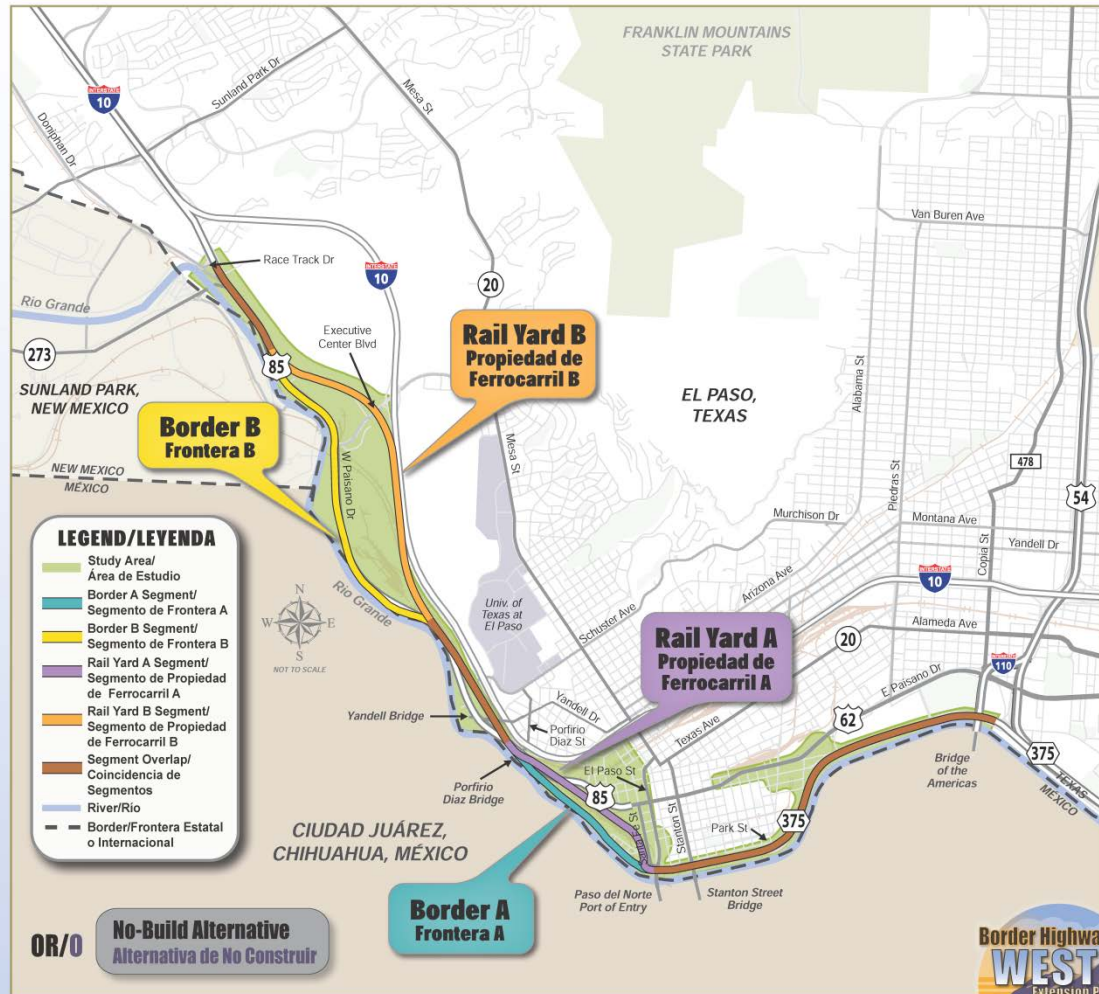 FRANKLIN MOUNTAINS
STATE PARK
INTERSTATE
10
Sunland Park Dr
Mesa St
Doniphan Dr
Van Buren Ave
Race Track Dr
INTERSTATE
10
20
Rio Grande
Executive
Center Blvd
Rail Yard B
Propiedad de
Ferrocarril B
273
85
SUNLAND PARK,
NEW MEXICO
EL PASO,
TEXAS
Alabama St
Border B
Frontera B
W Paisano Dr
Mesa St
Piedras St
478
54
NEW MEXICO
MÉXICO
Murchison Dr
Montana Ave
Copia St
Yandell Dr
LEGEND/LEYENDA
Study Area/
Área de Estudio
Border A Segment/
Segmento de Frontera A
Border B Segment/
Segmento de Frontera B
Rail Yard A Segment/
Segmento de Propiedad
de Ferrocarril A
Rail Yard B Segment/
Segmento de Propiedad
de Ferrocarril B
Segment Overlap/
Coincidencia de
Segmentos
River/Río
Border/Frontera Estatal
o Internacional
Rio Grande
N
W
E
S
NOT TO SCALE
Univ. of
Texas at
El Paso
Schuster Ave
Arizona Ave
INTERSTATE
10
Rail Yard A
Propiedad de
Ferrocarril A
20
Alameda Ave
INTERSTATE
110
E Paisano Dr
Yandell Bridge
Yandell Dr
Porfirio
Diaz St
Texas Ave
62
El Paso St
Porfirio
Diaz Bridge
85
Santa Fe St
Stanton St
375
Park St
Bridge
of the
Americas
375
TEXAS
MÉXICO
CIUDAD JUÁREZ,
CHIHUAHUA, MÉXICO
Border A
Frontera A
Paso del Norte
Port of Entry
Stanton Street
Bridge
OR/O
No-Build Alternative
Alternativa de No Construir
Border Highwa
WEST
Extension P